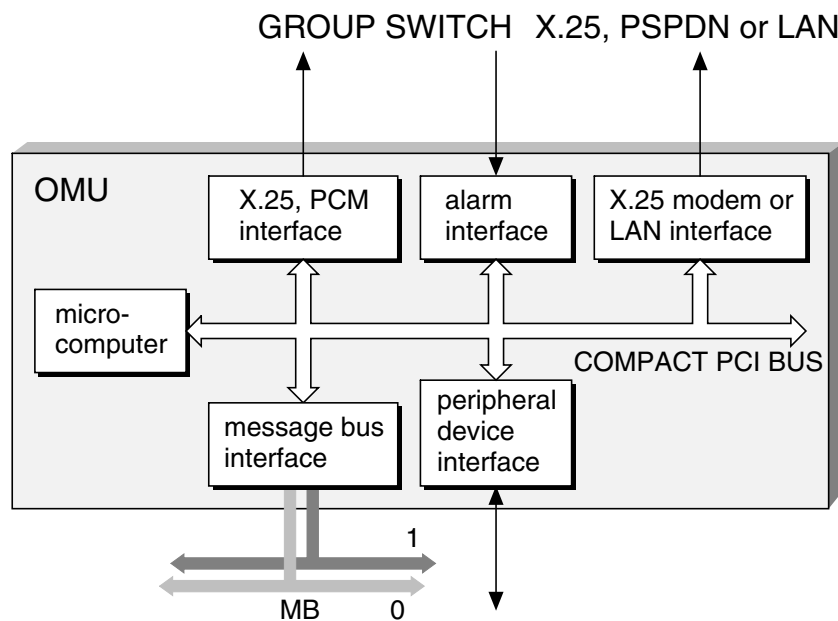 GROUP SWITCH
X.25, PSPDN or LAN
OMU
X.25, PCM
interface
alarm
interface
X.25 modem or
LAN interface
micro-
computer
COMPACT PCI BUS
message bus
interface
peripheral
device
interface
1
MB
0